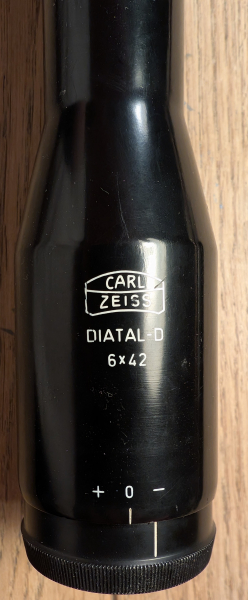 CARL
ZEISS
DIATAL-D
6x42
+ 0 -